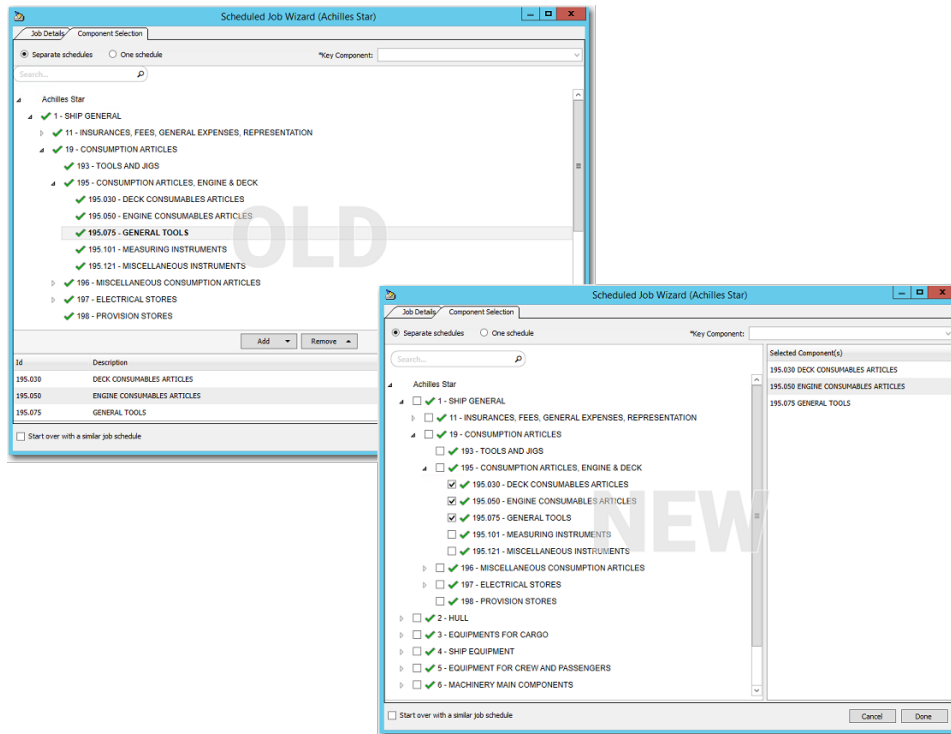 Scheduled Job Wizard (Achilles Star)
Job Details Component Selection
Separate schedules One schedule *Key Component:
Search...
Achilles Star
1 - SHIP GENERAL
11 - INSURANCES, FEES, GENERAL EXPENSES, REPRESENTATION
19 - CONSUMPTION ARTICLES
193 - TOOLS AND JIGS
195 - CONSUMPTION ARTICLES, ENGINE & DECK
195.030 - DECK CONSUMABLES ARTICLES
195.050 - ENGINE CONSUMABLES ARTICLES
195.075 - GENERAL TOOLS
195.101 - MEASURING INSTRUMENTS
195.121 - MISCELLANEOUS INSTRUMENTS
196 - MISCELLANEOUS CONSUMPTION ARTICLES
197 - ELECTRICAL STORES
198 - PROVISION STORES
OLD
Add Remove
Id Description
195.030 DECK CONSUMABLES ARTICLES
195.050 ENGINE CONSUMABLES ARTICLES
195.075 GENERAL TOOLS
Start over with a similar job schedule
Scheduled Job Wizard (Achilles Star)
Job Details Component Selection
Separate schedules One schedule *Key Component:
Search...
Achilles Star
1 - SHIP GENERAL
11 - INSURANCES, FEES, GENERAL EXPENSES, REPRESENTATION
19 - CONSUMPTION ARTICLES
193 - TOOLS AND JIGS
195 - CONSUMPTION ARTICLES, ENGINE & DECK
195.030 - DECK CONSUMABLES ARTICLES
195.050 - ENGINE CONSUMABLES ARTICLES
195.075 - GENERAL TOOLS
195.101 - MEASURING INSTRUMENTS
195.121 - MISCELLANEOUS INSTRUMENTS
196 - MISCELLANEOUS CONSUMPTION ARTICLES
197 - ELECTRICAL STORES
198 - PROVISION STORES
2 - HULL
3 - EQUIPMENTS FOR CARGO
4 - SHIP EQUIPMENT
5 - EQUIPMENT FOR CREW AND PASSENGERS
6 - MACHINERY MAIN COMPONENTS
NEW
Selected Component(s)
195.030 DECK CONSUMABLES ARTICLES
195.050 ENGINE CONSUMABLES ARTICLES
195.075 GENERAL TOOLS
Start over with a similar job schedule
Cancel Done